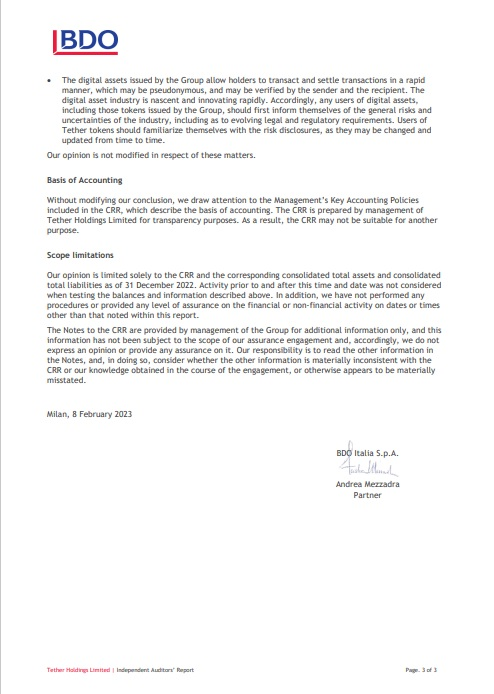 BDO
• The digital assets issued by the Group allow holders to transact and settle transactions in a rapid
manner, which may be pseudonymous, and may be verified by the sender and the recipient. The
digital asset industry is nascent and innovating rapidly. Accordingly, any users of digital assets,
including those tokens issued by the Group, should first inform themselves of the general risks and
uncertainties of the industry, including as to evolving legal and regulatory requirements. Users of
Tether tokens should familiarize themselves with the risk disclosures, as they may be changed and
updated from time to time.
Our opinion is not modified in respect of these matters.
Basis of Accounting
Without modifying our conclusion, we draw attention to the Management's Key Accounting Policies
included in the CRR, which describe the basis of accounting. The CRR is prepared by management of
Tether Holdings Limited for transparency purposes. As a result, the CRR may not be suitable for another
purpose.
Scope limitations
Our opinion is limited solely to the CRR and the corresponding consolidated total assets and consolidated
total liabilities as of 31 December 2022. Activity prior to and after this time and date was not considered
when testing the balances and information described above. In addition, we have not performed any
procedures or provided any level of assurance on the financial or non-financial activity on dates or times
other than that noted within this report.
The Notes to the CRR are provided by management of the Group for additional information only, and this
information has not been subject to the scope of our assurance engagement and, accordingly, we do not
express an opinion or provide any assurance on it. Our responsibility is to read the other information in
the Notes, and, in doing so, consider whether the other information is materially inconsistent with the
CRR or our knowledge obtained in the course of the engagement, or otherwise appears to be materially
misstated.
Milan, 8 February 2023
BDO Italia S.p.A.
Andrea Mezzadra
Partner
Tether Holdings Limited | Independent Auditors' Report
Page. 3 of 3